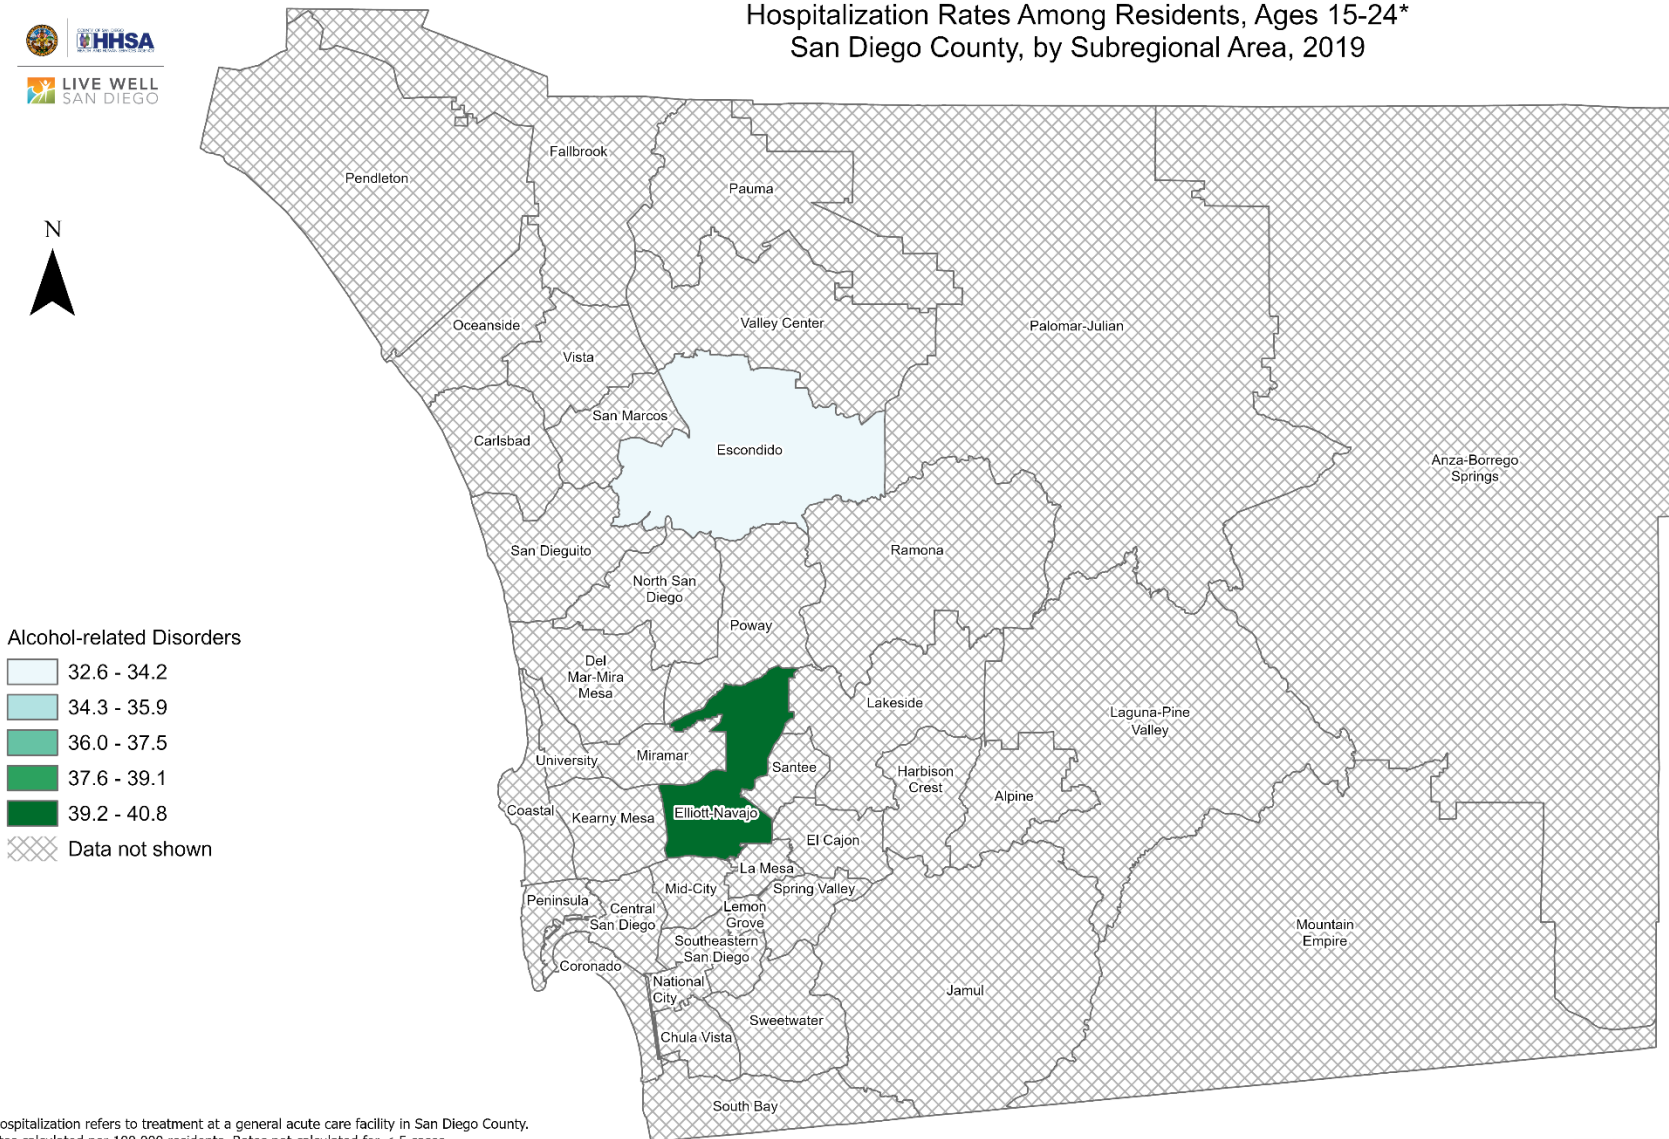 Hospitalization Rates Among Residents, Ages 15-24*
San Diego County, by Subregional Area, 2019
HHSA
LIVE WELL
SAN DIEGO
N
Fallbrook
Pendleton
Pauma
Oceanside
Valley Center
Palomar-Julian
Vista
San Marcos
Carlsbad
Escondido
Anza-Borrego
Springs
San Dieguito
Ramona
North San
Diego
Poway
Del
Mar-Mira
Mesa
Lakeside
Laguna-Pine
Valley
University
Miramar
Santee
Harbison
Crest
Alpine
Coastal
Kearny Mesa
Elliott-Navajo
El Cajon
La Mesa
Mid-City
Spring Valley
Peninsula
Central
San Diego
Lemon
Grove
Southeastern
San Diego
Mountain
Empire
Coronado
National
City
Jamul
Sweetwater
Chula Vista
South Bay
Alcohol-related Disorders
32.6 - 34.2
34.3 - 35.9
36.0 - 37.5
37.6 - 39.1
39.2 - 40.8
Data not shown
ospitalization refers to treatment at a general acute care facility in San Diego County.